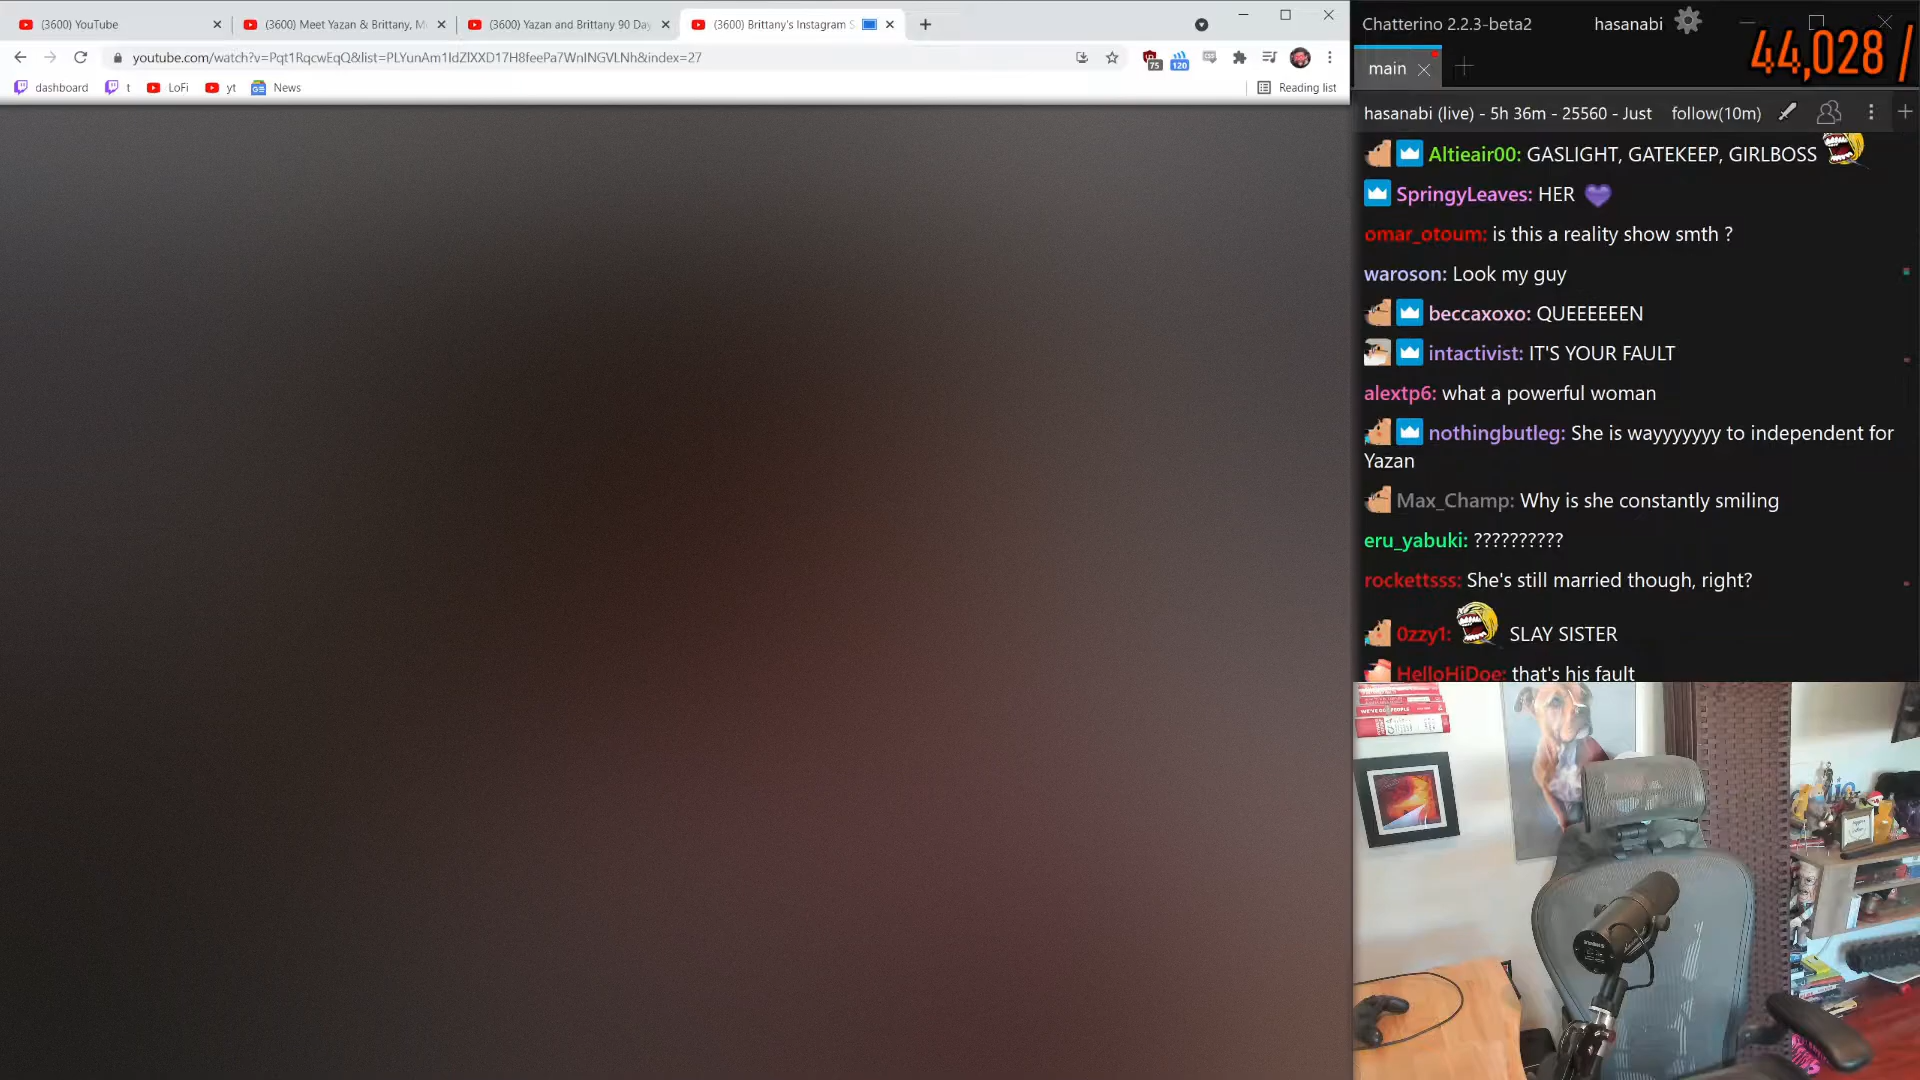 (3600) YouTube
(3600) Meet Yazan & Brittany, M
(3600) Yazan and Brittany 90 Day
(3600) Brittany's Instagram S
youtube.com/watch?v=Pqt1RqcwEqQ&list=PLYunAm1IdZlXXD17H8feePa7WnlNGVLNh&index=27
75
120
dashboard
t
LoFi
yt
News
Reading list
Chatterino 2.2.3-beta2
hasanabi
44,028 /
main
hasanabi (live) - 5h 36m - 25560 - Just
follow(10m)
Altieair00: GASLIGHT, GATEKEEP, GIRLBOSS
SpringyLeaves: HER
omar_otoum: is this a reality show smth ?
waroson: Look my guy
beccaxoxo: QUEEEEEEN
intactivist: IT'S YOUR FAULT
alextp6: what a powerful woman
nothingbutleg: She is wayyyyyyy to independent for
Yazan
Max_Champ: Why is she constantly smiling
eru_yabuki: ??????????
rockettsss: She's still married though, right?
0zzy1: SLAY SISTER
HelloHiDoe: that's his fault